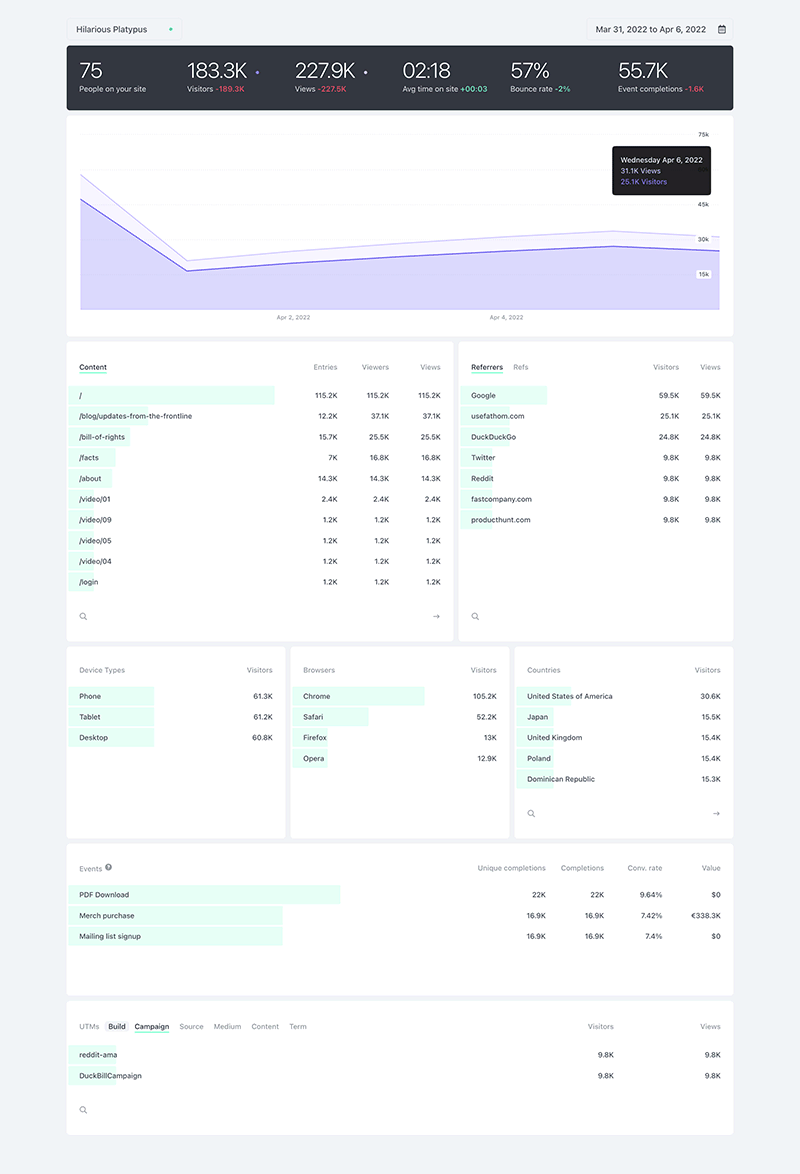 Hilarious Platypus
Mar 31, 2022 to Apr 6, 2022
75 183.3K 227.9K 02:18 57% 55.7K
People on your site Visitors -189.3K Views -227.5K Avg time on site +00:03 Bounce rate -2% Event completions -1.6K
75k
Wednesday Apr 6, 2022
31.1K Views
25.1K Visitors
45k
30k
15k
Apr 2, 2022 Apr 4, 2022
Content Entries Viewers Views
/ 115.2K 115.2K 115.2K
/blog/updates-from-the-frontline 12.2K 37.1K 37.1K
/bill-of-rights 15.7K 25.5K 25.5K
/facts 7K 16.8K 16.8K
/about 14.3K 14.3K 14.3K
/video/01 2.4K 2.4K 2.4K
/video/09 1.2K 1.2K 1.2K
/video/05 1.2K 1.2K 1.2K
/video/04 1.2K 1.2K 1.2K
/login 1.2K 1.2K 1.2K
Referrers Refs Visitors Views
Google 59.5K 59.5K
usefathom.com 25.1K 25.1K
DuckDuckGo 24.8K 24.8K
Twitter 9.8K 9.8K
Reddit 9.8K 9.8K
fastcompany.com 9.8K 9.8K
producthunt.com 9.8K 9.8K
Device Types Visitors
Phone 61.3K
Tablet 61.2K
Desktop 60.8K
Browsers Visitors
Chrome 105.2K
Safari 52.2K
Firefox 13K
Opera 12.9K
Countries Visitors
United States of America 30.6K
Japan 15.5K
United Kingdom 15.4K
Poland 15.4K
Dominican Republic 15.3K
Events ? Unique completions Completions Conv. rate Value
PDF Download 22K 22K 9.64% $0
Merch purchase 16.9K 16.9K 7.42% €338.3K
Mailing list signup 16.9K 16.9K 7.4% $0
UTMs Build Campaign Source Medium Content Term Visitors Views
reddit-ama 9.8K 9.8K
DuckBillCampaign 9.8K 9.8K